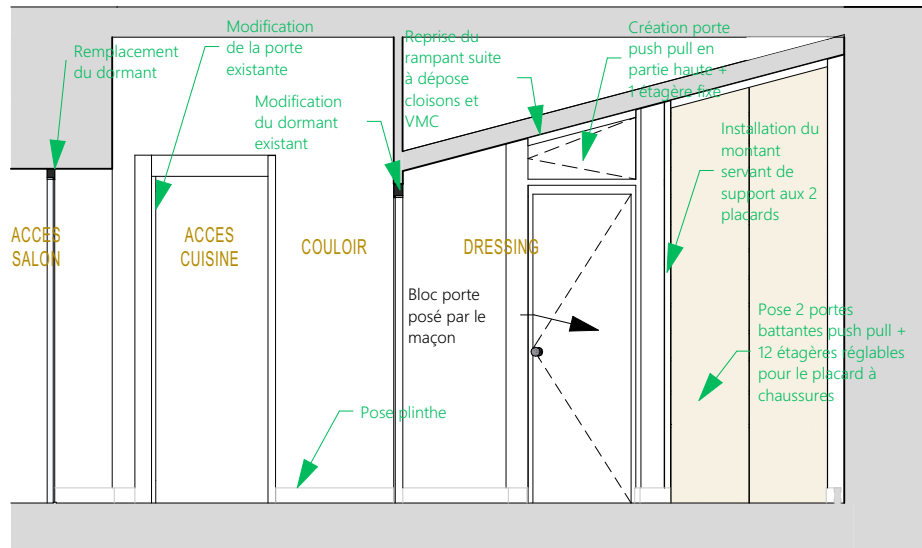 Remplacement
du dormant
Modification
de la porte
existante
Modification
du dormant
existant
Reprise du
rampant suite
à dépose
cloisons et
VMC
Création porte
push pull en
partie haute +
1 étagère fixe
Installation du
montant
servant de
support aux 2
placards
ACCES
SALON
ACCES
CUISINE
COULOIR
DRESSING
Bloc porte
posé par le
maçon
Pose 2 portes
battantes push pull +
12 étagères réglables
pour le placard à
chaussures
Pose plinthe